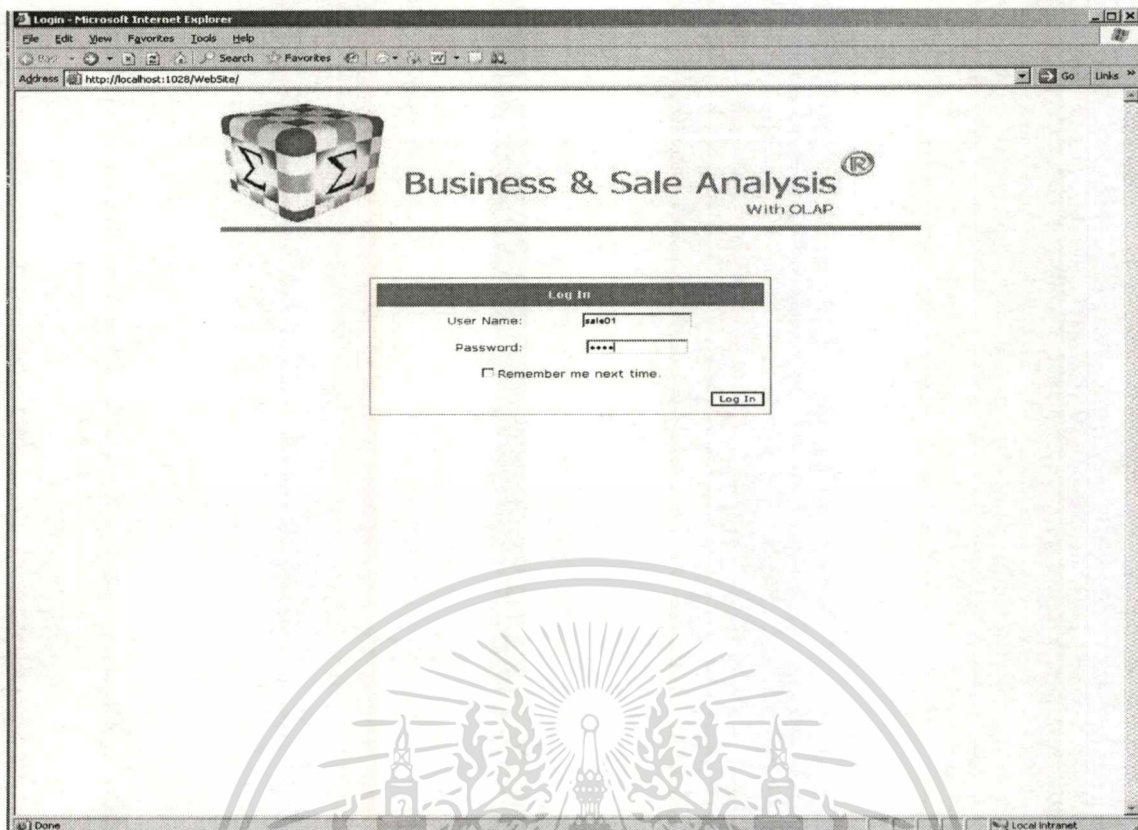 Login - Microsoft Internet Explorer
File Edit View Favorites Tools Help
Back Search Favorites
Address http://localhost:1028/WebSite/ Go Links »
Σ Σ
Business & Sale Analysis ®
With OLAP
Log In
User Name: sale01
Password: ••••
Remember me next time.
Log In
Done Local intranet